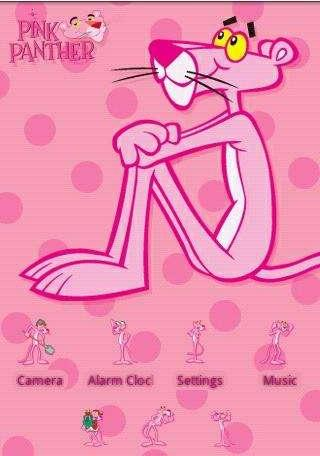 PINK
PANTHER
Camera
Alarm Cloc
Settings
Music